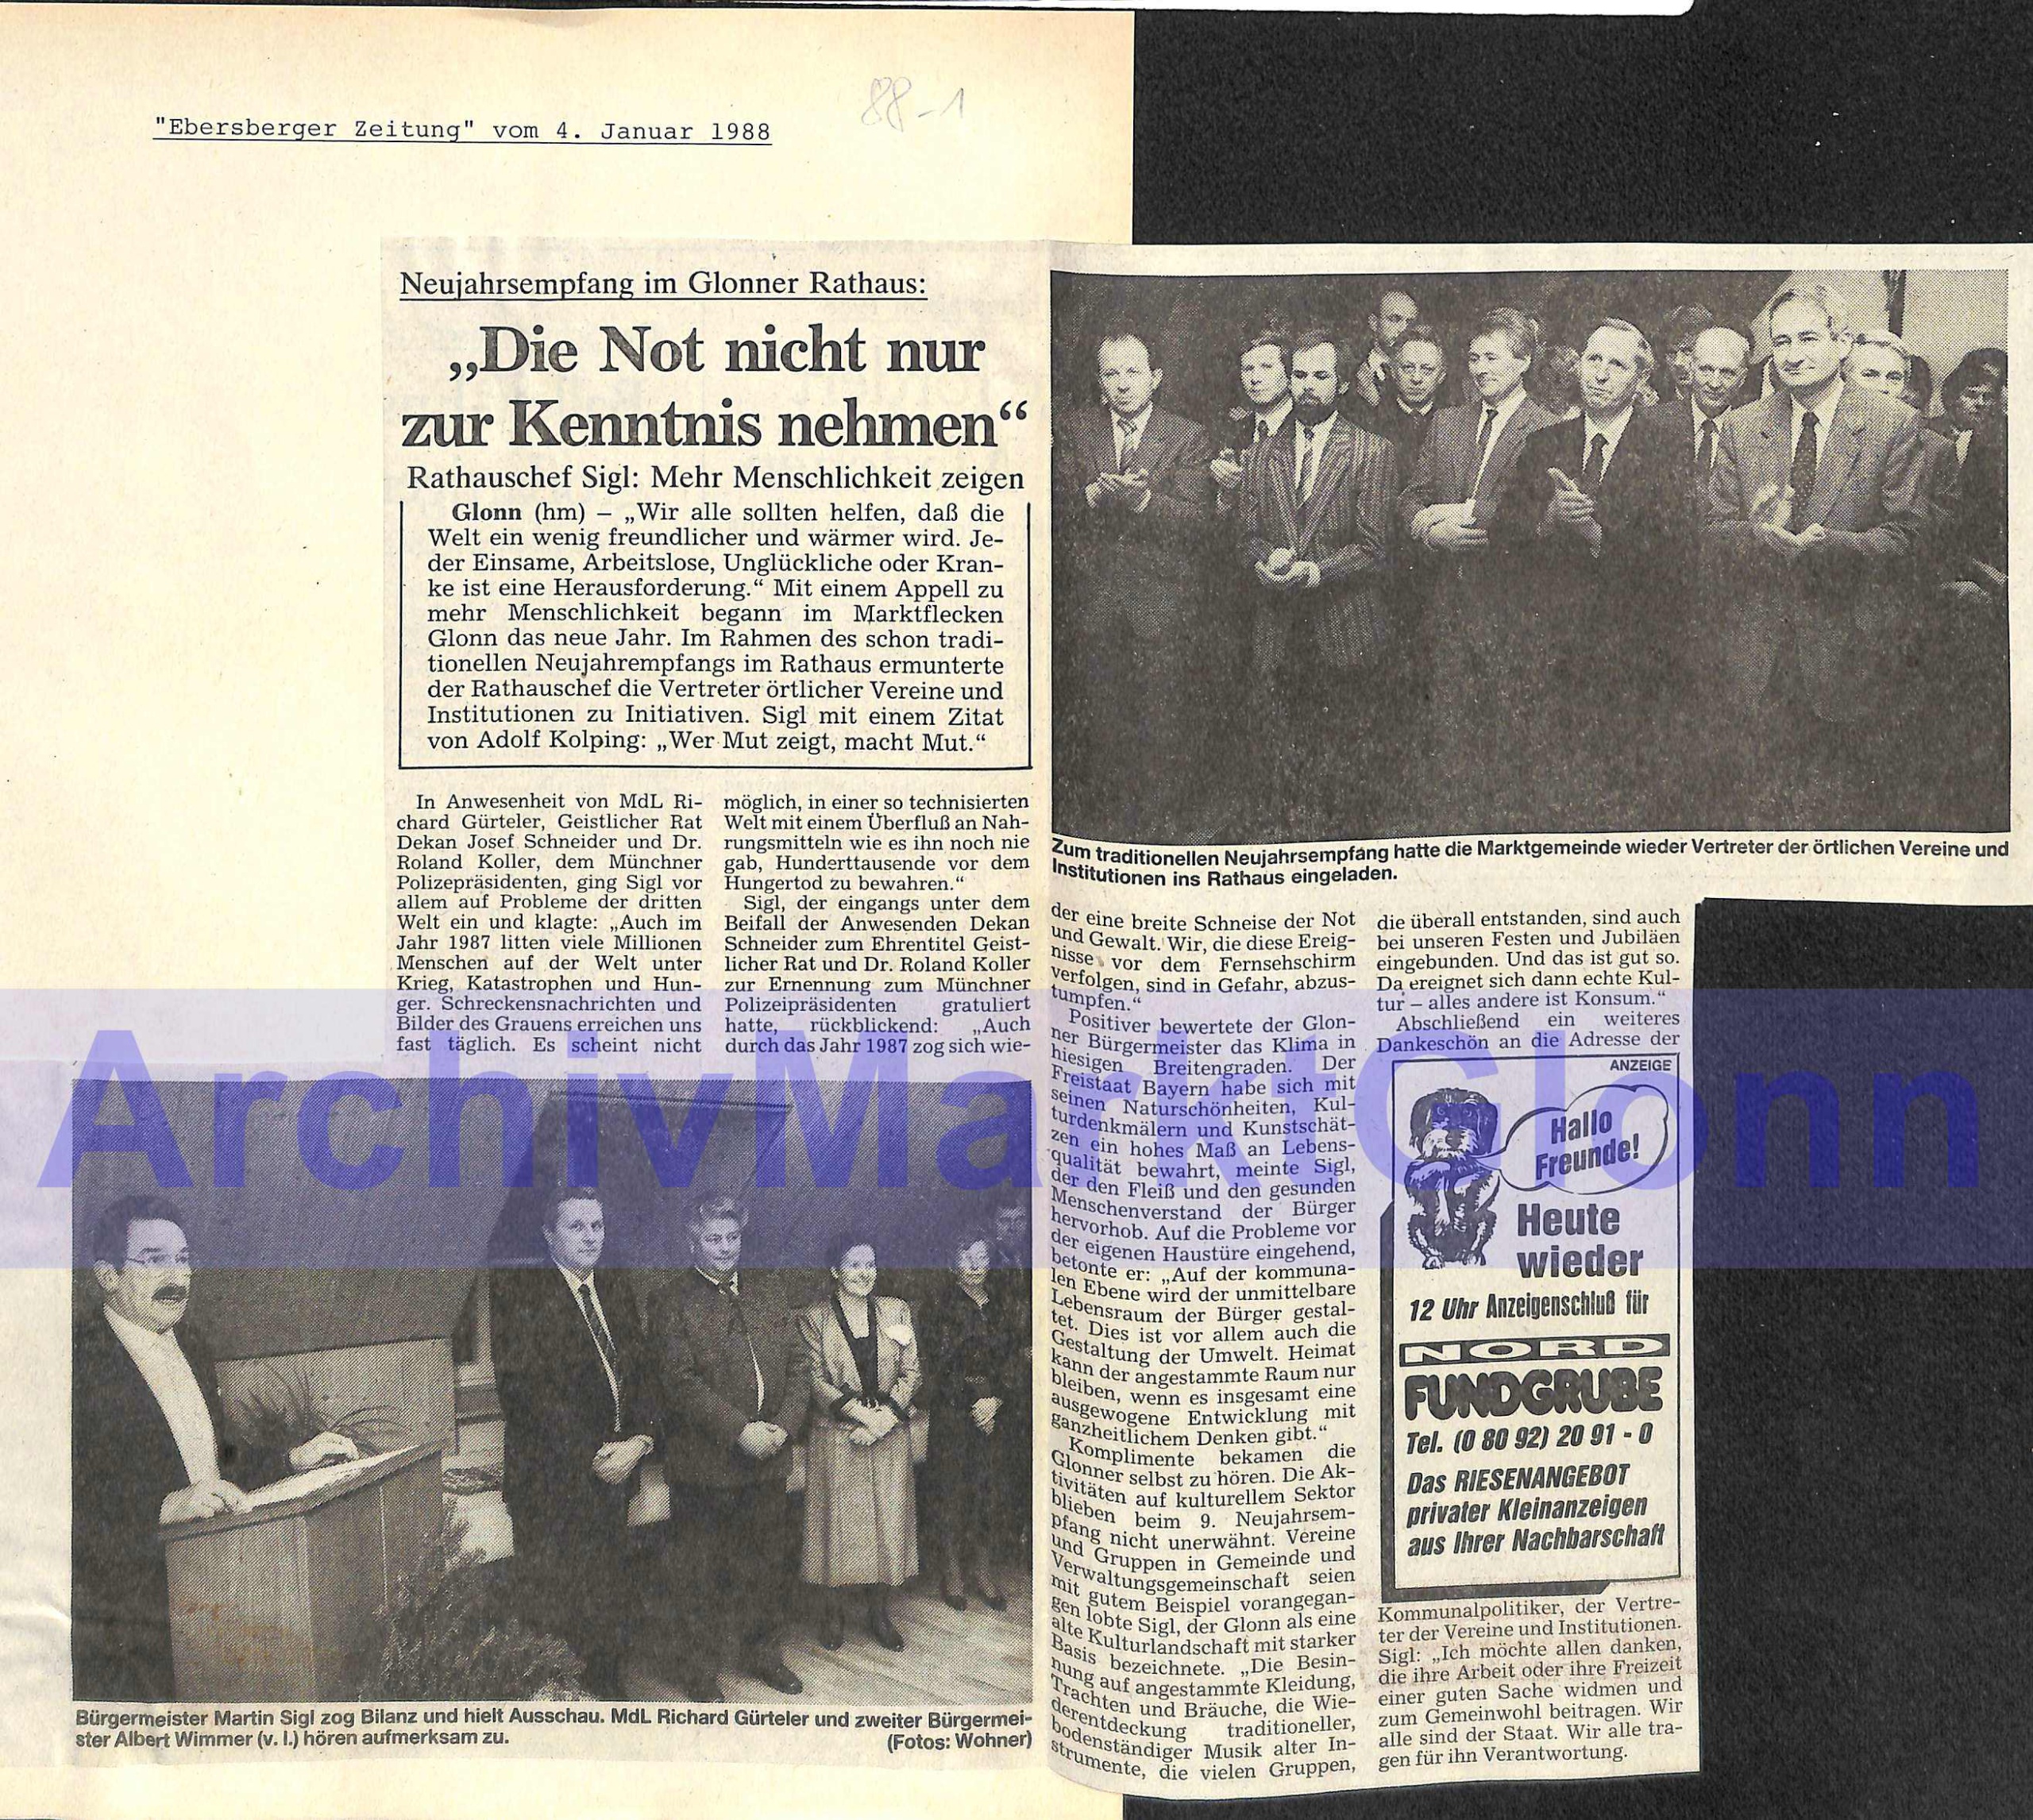 88-1
"Ebersberger Zeitung" vom 4. Januar 1988
Neujahrsempfang im Glonner Rathaus:
„Die Not nicht nur
zur Kenntnis nehmen“
Rathauschef Sigl: Mehr Menschlichkeit zeigen
Glonn (hm) – „Wir alle sollten helfen, daß die
Welt ein wenig freundlicher und wärmer wird. Je-
der Einsame, Arbeitslose, Unglückliche oder Kran-
ke ist eine Herausforderung.“ Mit einem Appell zu
mehr Menschlichkeit begann im Marktflecken
Glonn das neue Jahr. Im Rahmen des schon tradi-
tionellen Neujahrempfangs im Rathaus ermunterte
der Rathauschef die Vertreter örtlicher Vereine und
Institutionen zu Initiativen. Sigl mit einem Zitat
von Adolf Kolping: „Wer Mut zeigt, macht Mut.“
In Anwesenheit von MdL Ri-
chard Gürteler, Geistlicher Rat
Dekan Josef Schneider und Dr.
Roland Koller, dem Münchner
Polizepräsidenten, ging Sigl vor
allem auf Probleme der dritten
Welt ein und klagte: „Auch im
Jahr 1987 litten viele Millionen
Menschen auf der Welt unter
Krieg, Katastrophen und Hun-
ger. Schreckensnachrichten und
Bilder des Grauens erreichen uns
fast täglich. Es scheint nicht
möglich, in einer so technisierten
Welt mit einem Überfluß an Nah-
rungsmitteln wie es ihn noch nie
gab, Hunderttausende vor dem
Hungertod zu bewahren.“
Sigl, der eingangs unter dem
Beifall der Anwesenden Dekan
Schneider zum Ehrentitel Geist-
licher Rat und Dr. Roland Koller
zur Ernennung zum Münchner
Polizeipräsidenten gratuliert
hatte, rückblickend: „Auch
durch das Jahr 1987 zog sich wie-
Zum traditionellen Neujahrsempfang hatte die Marktgemeinde wieder Vertreter der örtlichen Vereine und
Institutionen ins Rathaus eingeladen.
der eine breite Schneise der Not
und Gewalt. Wir, die diese Ereig-
nisse vor dem Fernsehschirm
verfolgen, sind in Gefahr, abzus-
tumpfen.“
Positiver bewertete der Glon-
ner Bürgermeister das Klima in
hiesigen Breitengraden. Der
Freistaat Bayern habe sich mit
seinen Naturschönheiten, Kul-
turdenkmälern und Kunstschät-
zen ein hohes Maß an Lebens-
qualität bewahrt, meinte Sigl,
der den Fleiß und den gesunden
Menschenverstand der Bürger
hervorhob. Auf die Probleme vor
der eigenen Haustüre eingehend,
betonte er: „Auf der kommuna-
len Ebene wird der unmittelbare
Lebensraum der Bürger gestal-
tet. Dies ist vor allem auch die
Gestaltung der Umwelt. Heimat
kann der angestammte Raum nur
bleiben, wenn es insgesamt eine
ausgewogene Entwicklung mit
ganzheitlichem Denken gibt.“
Komplimente bekamen die
Glonner selbst zu hören. Die Ak-
tivitäten auf kulturellem Sektor
blieben beim 9. Neujahrsem-
pfang nicht unerwähnt. Vereine
und Gruppen in Gemeinde und
Verwaltungsgemeinschaft seien
mit gutem Beispiel vorangegan-
gen lobte Sigl, der Glonn als eine
alte Kulturlandschaft mit starker
Basis bezeichnete. „Die Besin-
nung auf angestammte Kleidung,
Trachten und Bräuche, die Wie-
derentdeckung traditioneller,
bodenständiger Musik alter In-
strumente, die vielen Gruppen,
die überall entstanden, sind auch
bei unseren Festen und Jubiläen
eingebunden. Und das ist gut so.
Da ereignet sich dann echte Kul-
tur – alles andere ist Konsum.“
Abschließend ein weiteres
Dankeschön an die Adresse der
ANZEIGE
Hallo
Freunde!
Heute
wieder
12 Uhr Anzeigenschluß für
NORD
FUNDGRUBE
Tel. (0 80 92) 20 91 - 0
Das RIESENANGEBOT
privater Kleinanzeigen
aus Ihrer Nachbarschaft
Kommunalpolitiker, der Vertre-
ter der Vereine und Institutionen.
Sigl: „Ich möchte allen danken,
die ihre Arbeit oder ihre Freizeit
einer guten Sache widmen und
zum Gemeinwohl beitragen. Wir
alle sind der Staat. Wir alle tra-
gen für ihn Verantwortung.
Bürgermeister Martin Sigl zog Bilanz und hielt Ausschau. MdL Richard Gürteler und zweiter Bürgermei-
ster Albert Wimmer (v. l.) hören aufmerksam zu. (Fotos: Wohner)
ArchivMarktGlonn